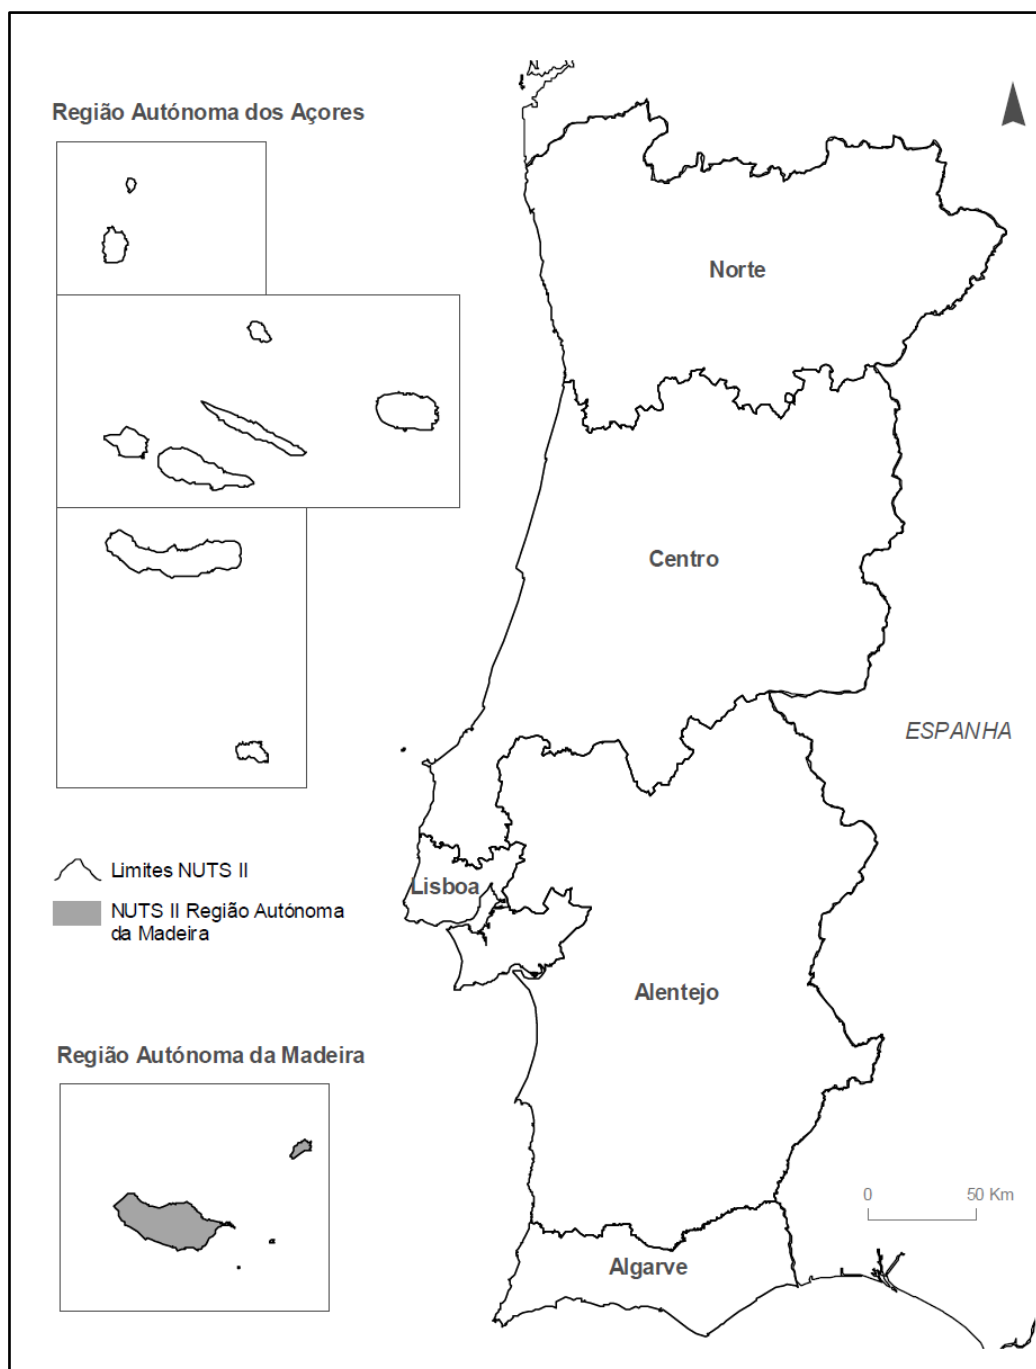 Região Autónoma dos Açores
Norte
Centro
ESPANHA
Limites NUTS II
Lisboa
NUTS II Região Autónoma
da Madeira
Alentejo
Região Autónoma da Madeira
0 50 Km
Algarve